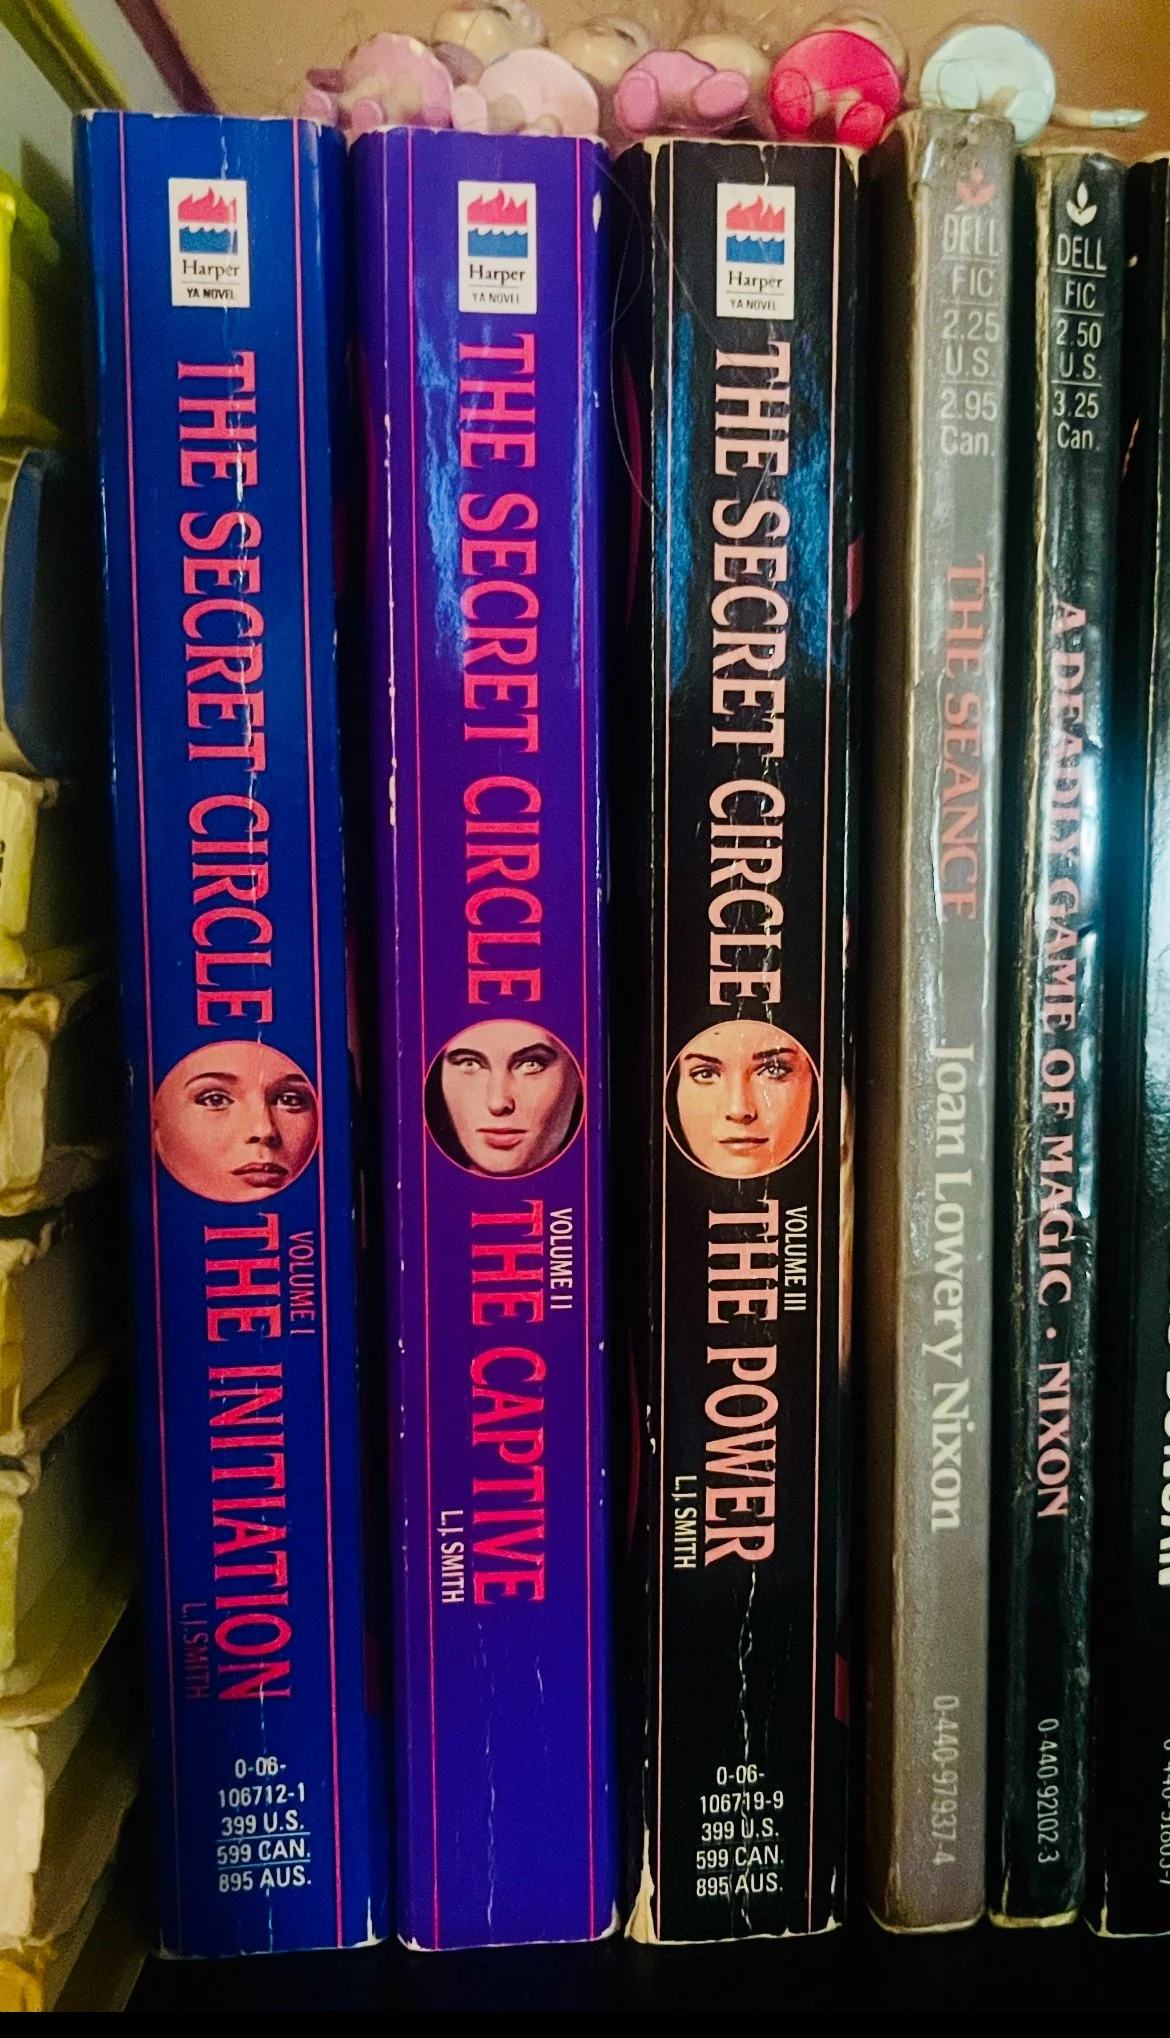 Harper
YA NOVEL
THE SECRET CIRCLE
VOLUME I
THE INITIATION
L.J. SMITH
0-06-
106712-1
399 U.S.
599 CAN.
895 AUS.
Harper
YA NOVEL
THE SECRET CIRCLE
VOLUME II
THE CAPTIVE
L.J. SMITH
Harper
YA NOVEL
THE SECRET CIRCLE
VOLUME III
THE POWER
L.J. SMITH
0-06-
106719-9
399 U.S.
599 CAN.
895 AUS.
DELL
FIC
2.25
U.S.
2.95
Can.
THE SEANCE Joan Lowery Nixon
0-440-97937-4
DELL
FIC
2.50
U.S.
3.25
Can.
A DEADLY GAME OF MAGIC · NIXON
0-440-92102-3